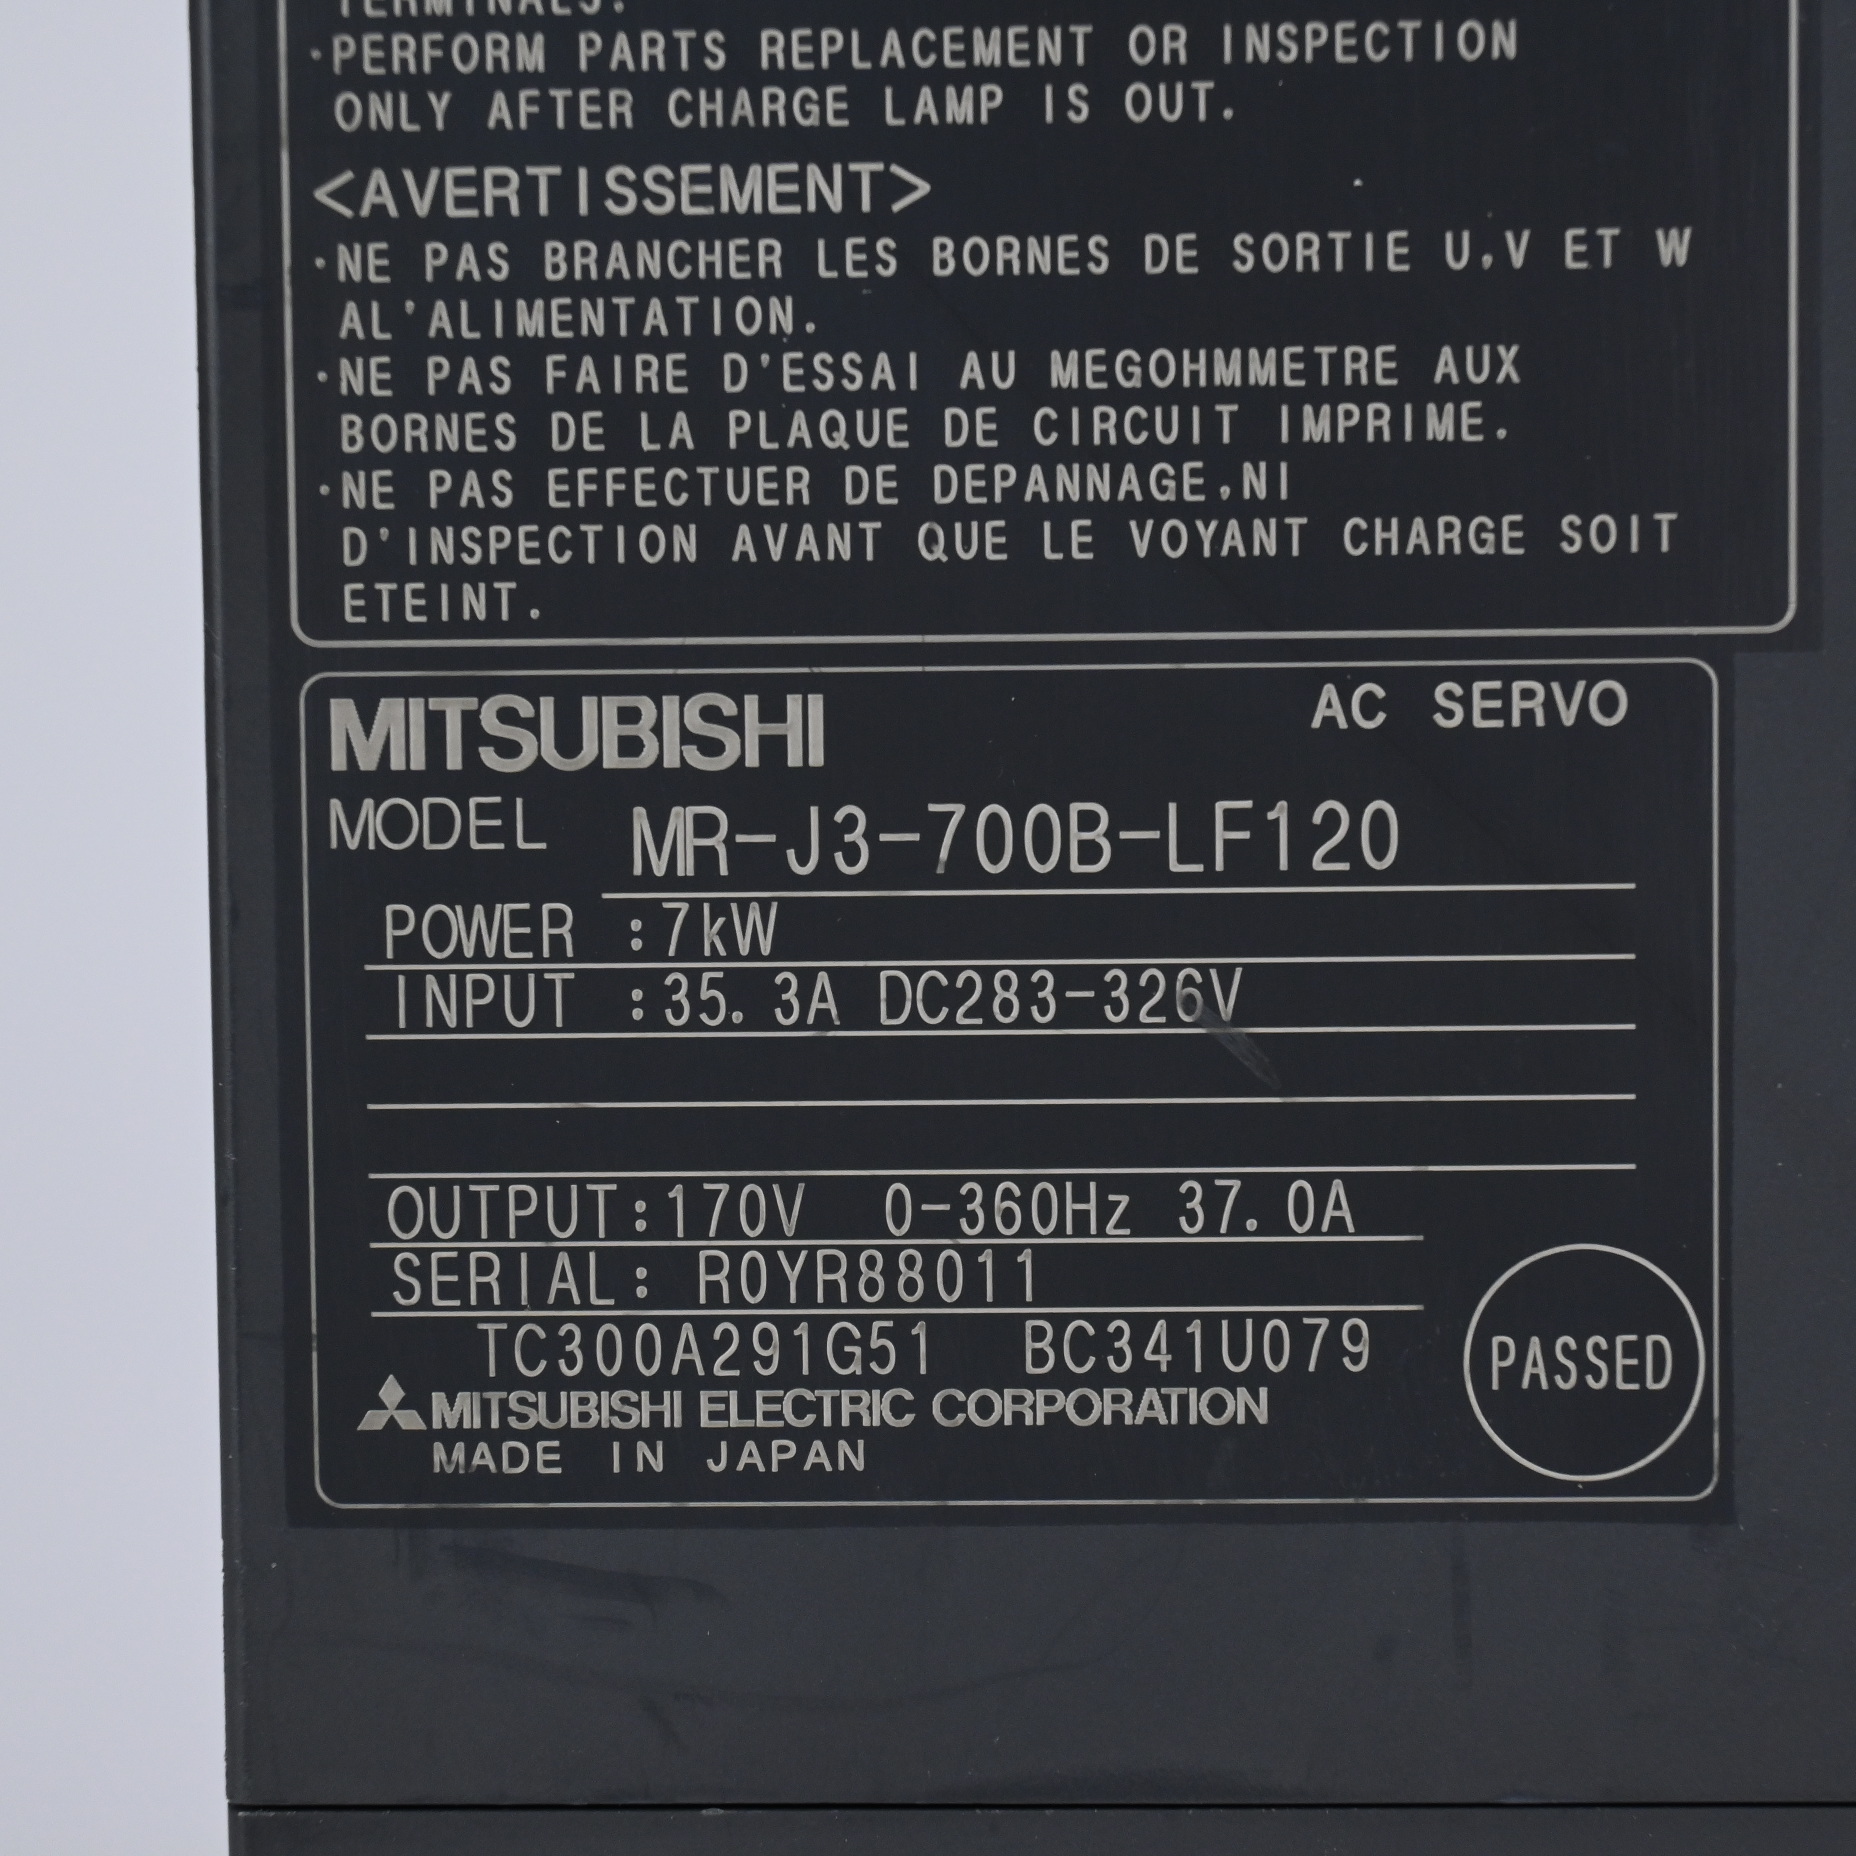 TERMINALS.
·PERFORM PARTS REPLACEMENT OR INSPECTION
ONLY AFTER CHARGE LAMP IS OUT.
<AVERTISSEMENT>
·NE PAS BRANCHER LES BORNES DE SORTIE U,V ET W
AL'ALIMENTATION.
·NE PAS FAIRE D'ESSAI AU MEGOHMMETRE AUX
BORNES DE LA PLAQUE DE CIRCUIT IMPRIME.
·NE PAS EFFECTUER DE DEPANNAGE,NI
D'INSPECTION AVANT QUE LE VOYANT CHARGE SOIT
ETEINT.
MITSUBISHI AC SERVO
MODEL MR-J3-700B-LF120
POWER :7kW
INPUT :35.3A DC283-326V
OUTPUT:170V 0-360Hz 37.0A
SERIAL: R0YR88011
TC300A291G51 BC341U079
PASSED
MITSUBISHI ELECTRIC CORPORATION
MADE IN JAPAN